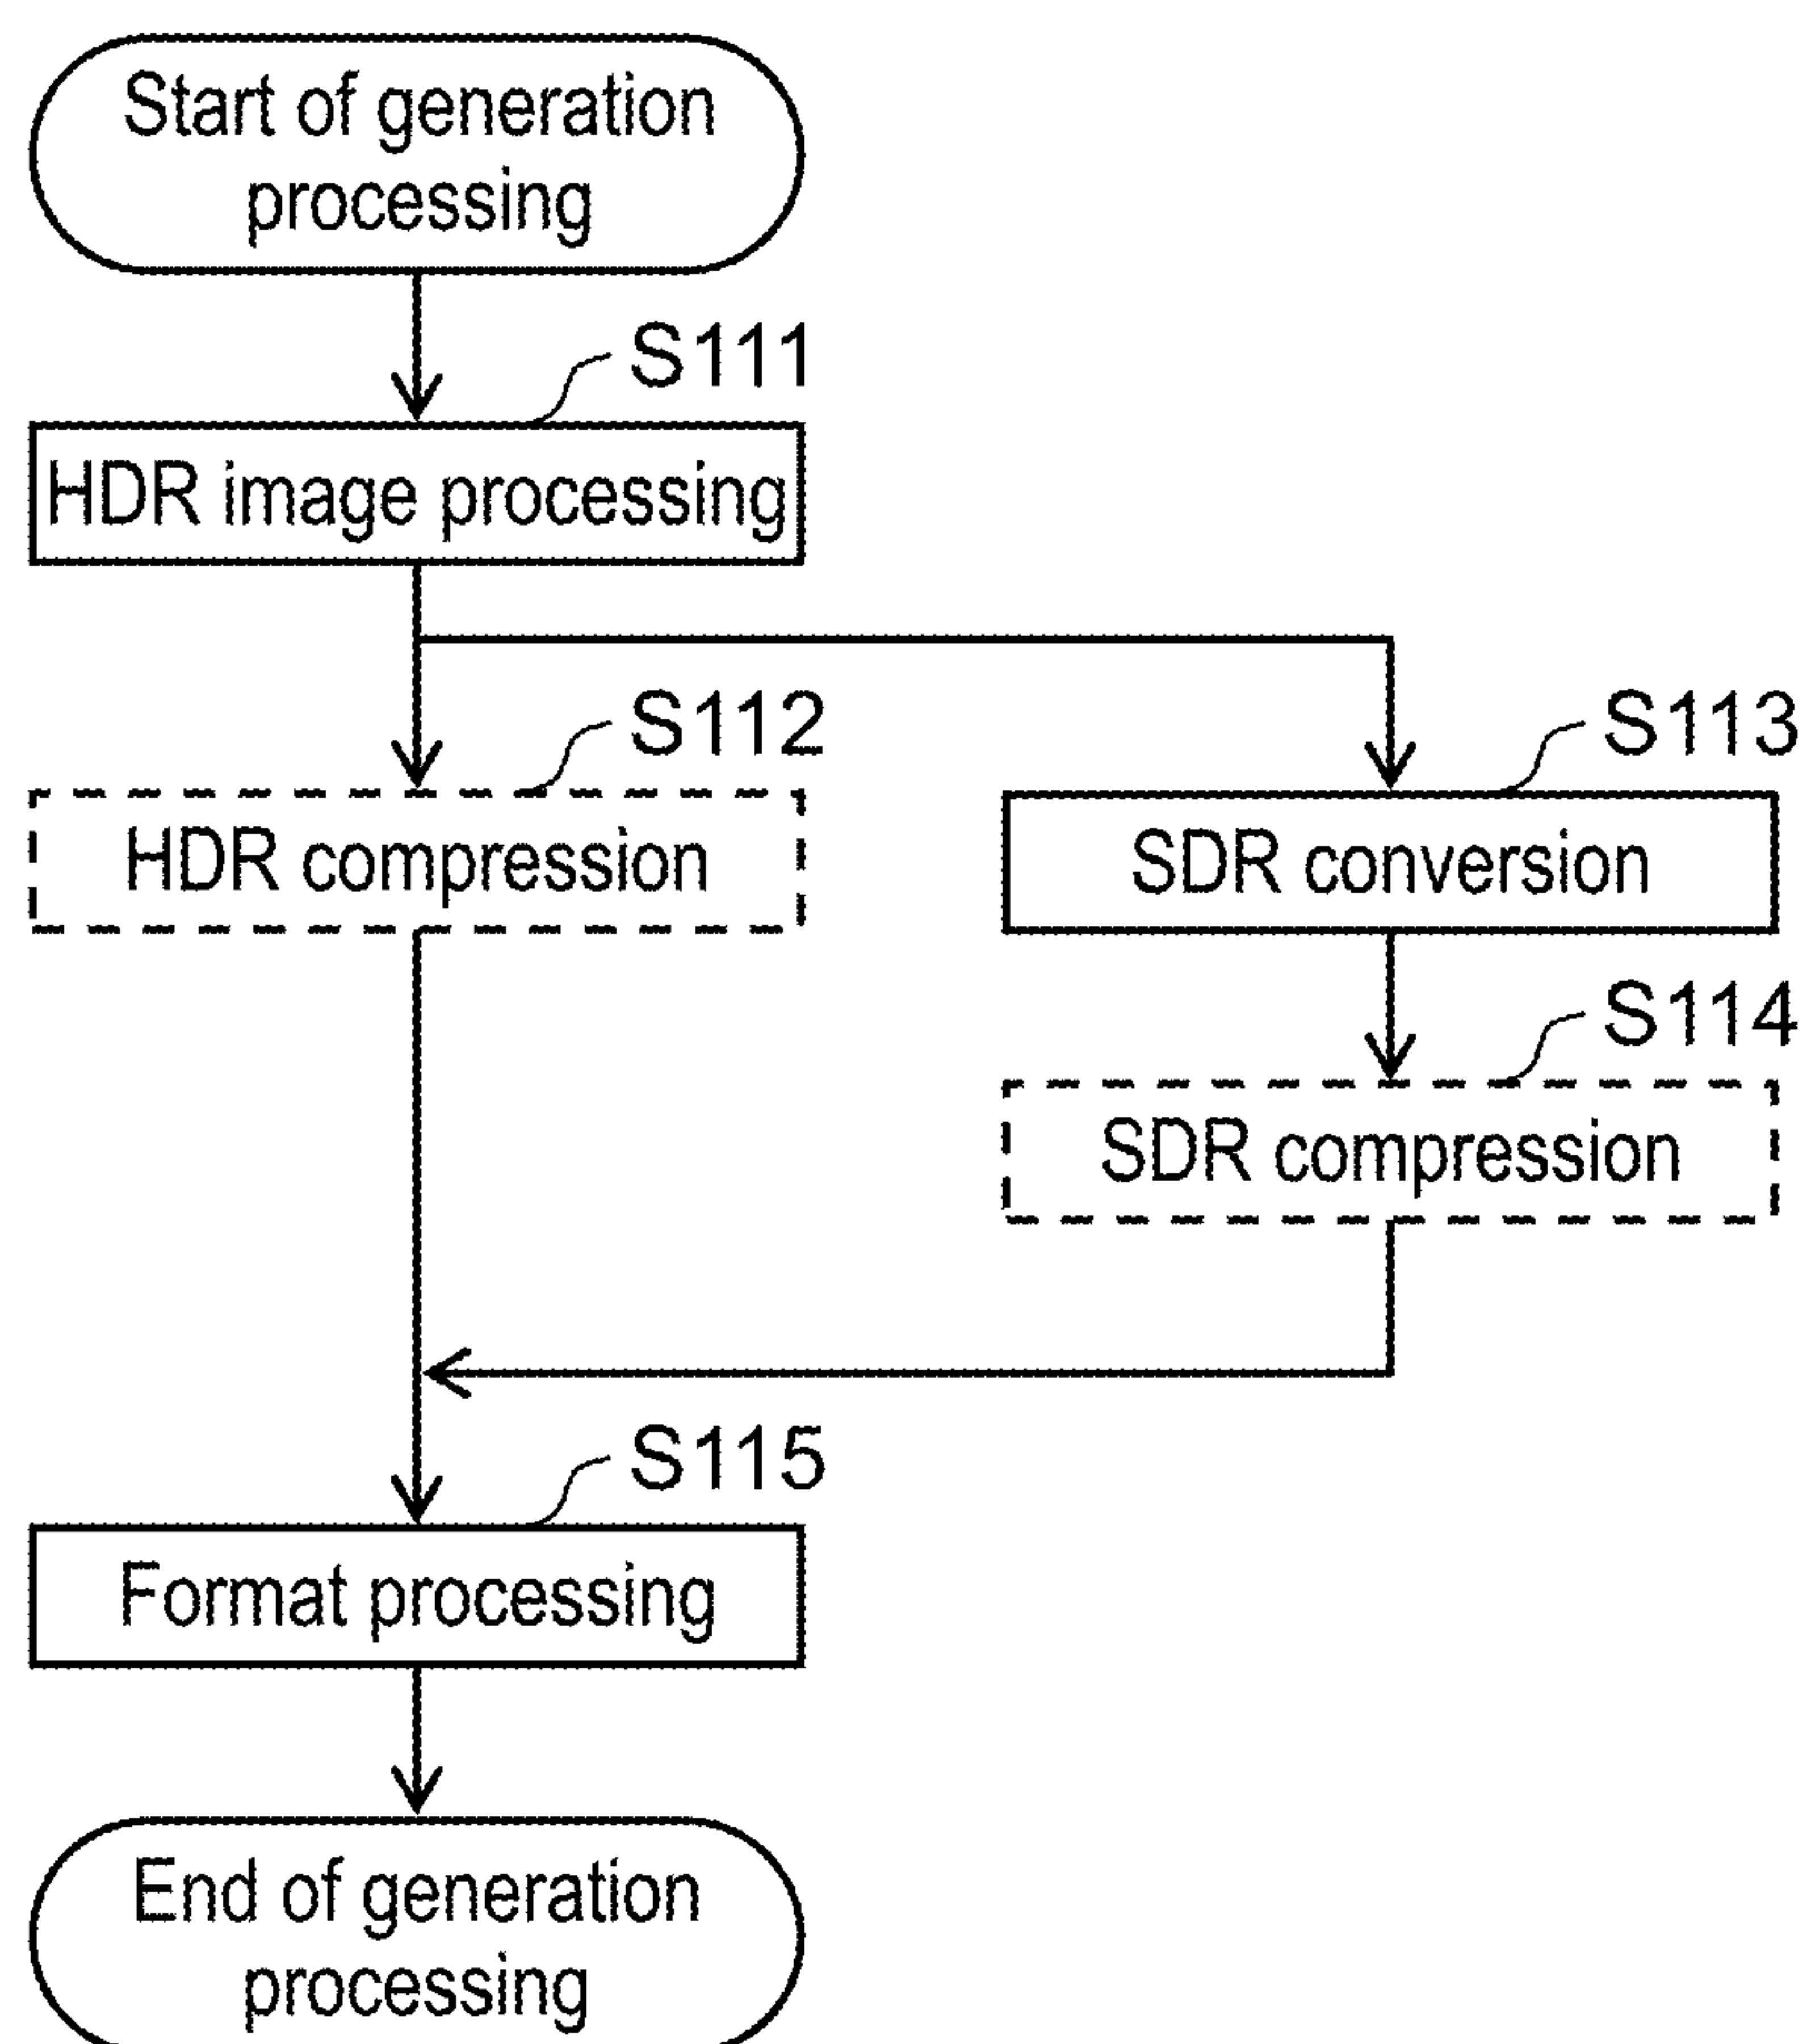 Start of generation
processing
S111
HDR image processing
S112
HDR compression
S113
SDR conversion
S114
SDR compression
S115
Format processing
End of generation
processing